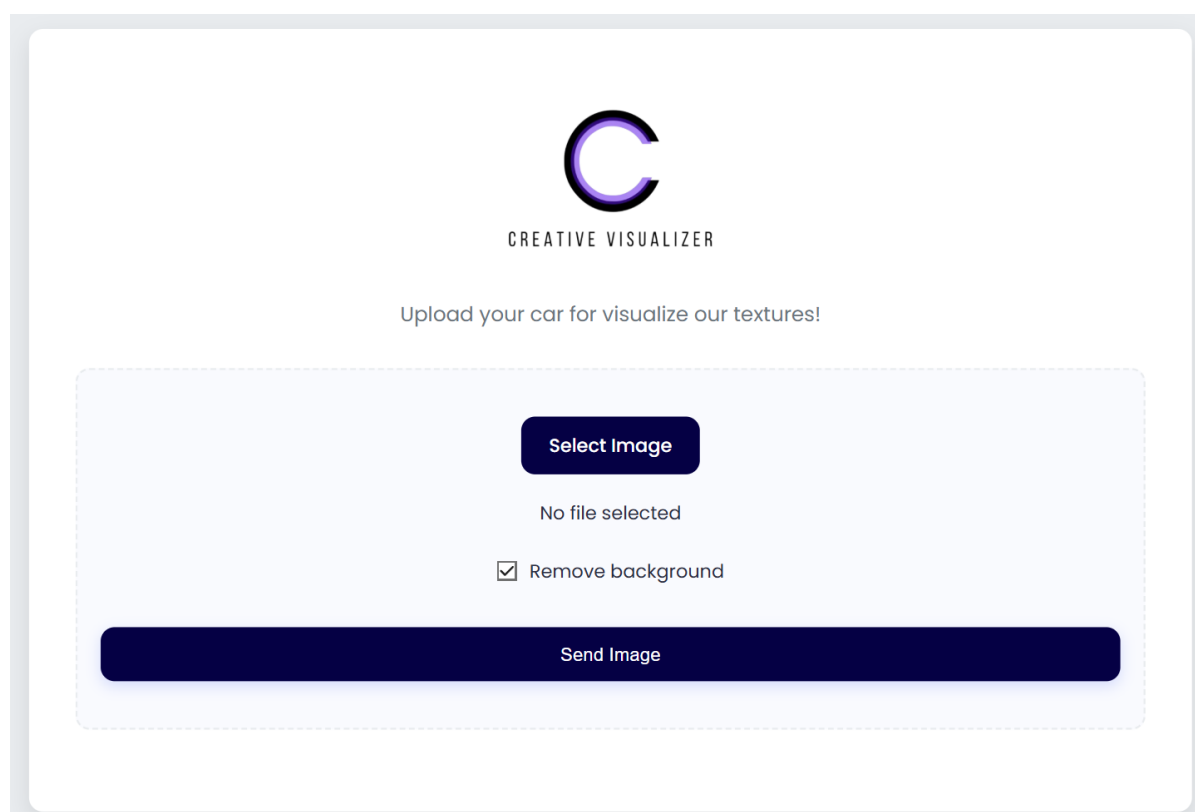 CREATIVE VISUALIZER
Upload your car for visualize our textures!
Select Image
No file selected
Remove background
Send Image